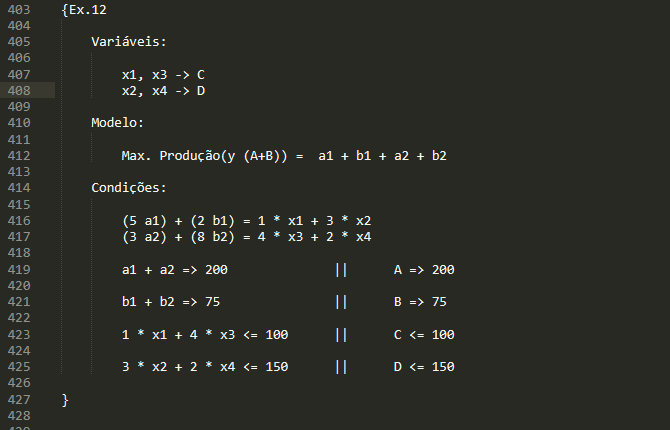 403 {Ex.12
404
405 Variáveis:
406
407 x1, x3 -> C
408 x2, x4 -> D
409
410 Modelo:
411
412 Max. Produção(y (A+B)) = a1 + b1 + a2 + b2
413
414 Condições:
415
416 (5 a1) + (2 b1) = 1 * x1 + 3 * x2
417 (3 a2) + (8 b2) = 4 * x3 + 2 * x4
418
419 a1 + a2 => 200 || A => 200
420
421 b1 + b2 => 75 || B => 75
422
423 1 * x1 + 4 * x3 <= 100 || C <= 100
424
425 3 * x2 + 2 * x4 <= 150 || D <= 150
426
427 }
428